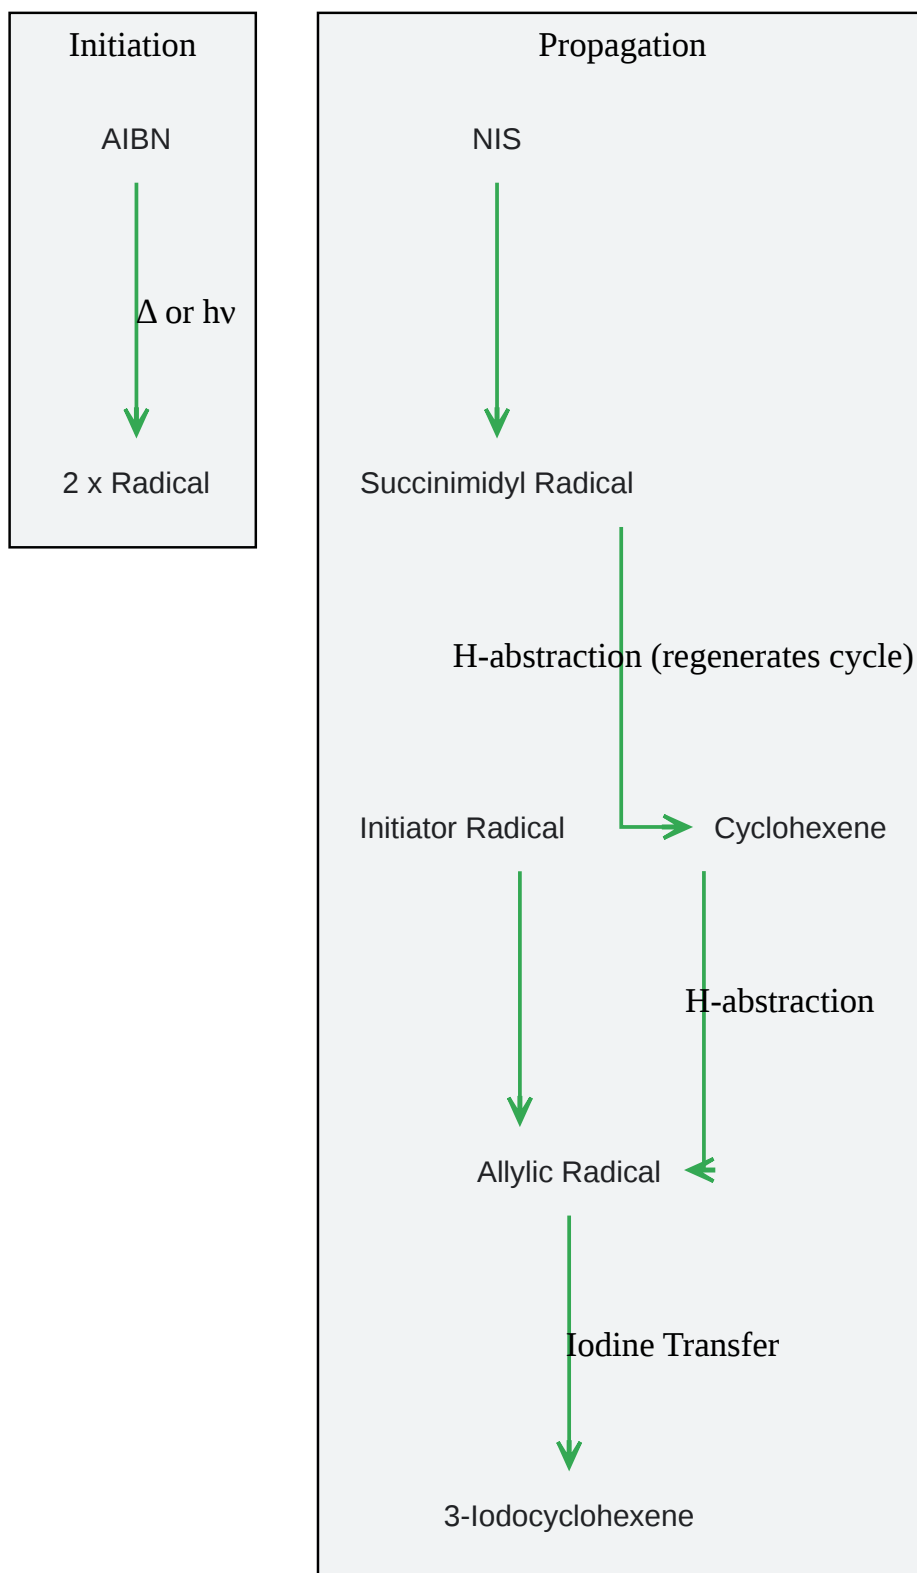 Initiation
AIBN
Δ or hν
2 x Radical
Propagation
NIS
Succinimidyl Radical
H-abstraction (regenerates cycle)
Initiator Radical
Cyclohexene
H-abstraction
Allylic Radical
Iodine Transfer
3-Iodocyclohexene